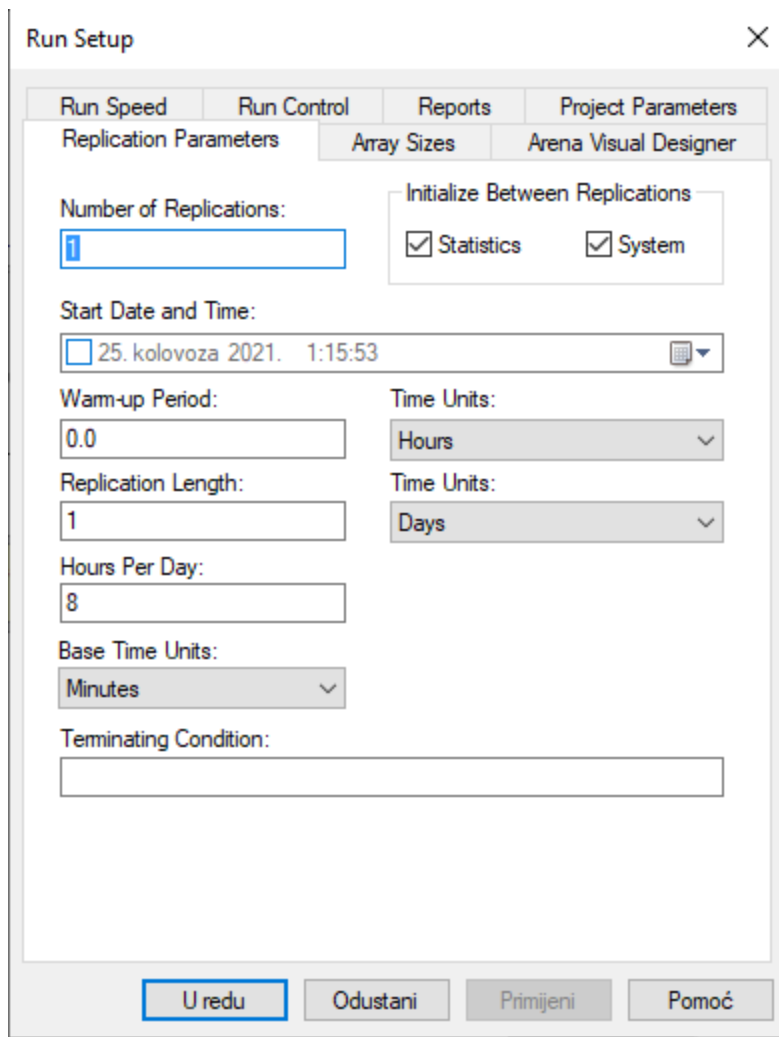 Run Setup
Run Speed Run Control Reports Project Parameters
Replication Parameters Array Sizes Arena Visual Designer
Number of Replications:
1
Initialize Between Replications
Statistics System
Start Date and Time:
25. kolovoza 2021. 1:15:53
Warm-up Period: Time Units:
0.0 Hours
Replication Length: Time Units:
1 Days
Hours Per Day:
8
Base Time Units:
Minutes
Terminating Condition:
U redu Odustani Primijeni Pomoć